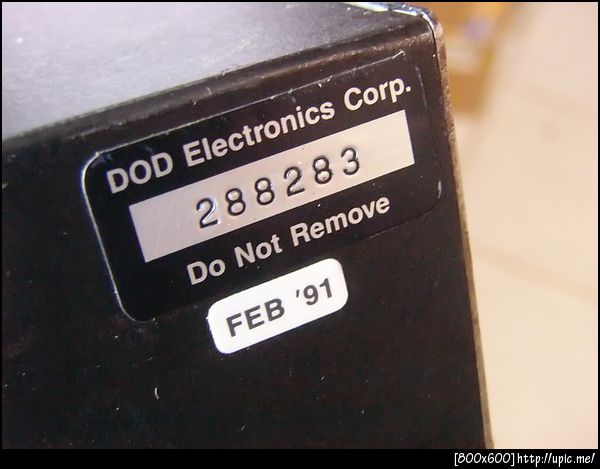 DOD Electronics Corp.
288283
Do Not Remove
FEB '91
[800x600]http://upic.me/